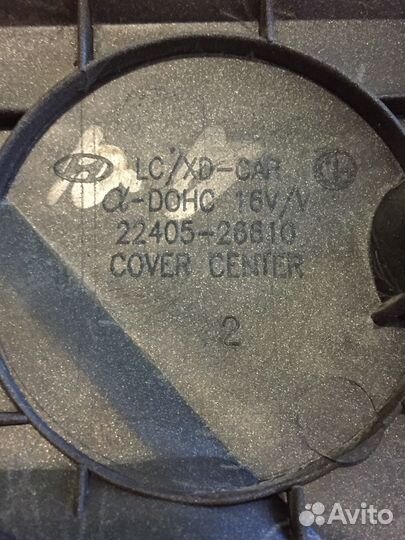 LC/XD-CAR
α-DOHC 16V/V
22405-26610
COVER CENTER
2
Avito